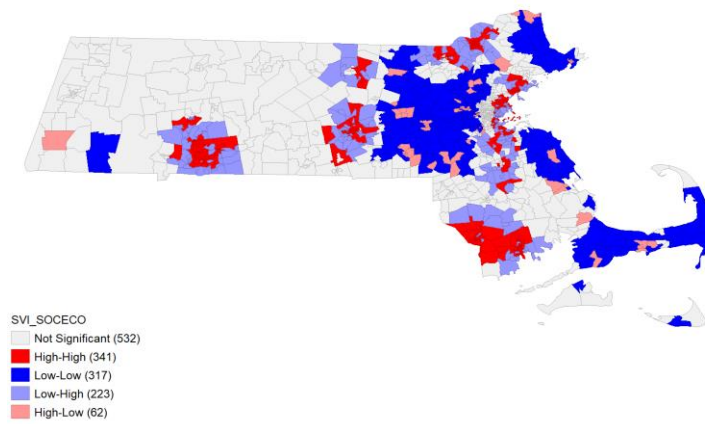 SVI_SOCECO
Not Significant (532)
High-High (341)
Low-Low (317)
Low-High (223)
High-Low (62)